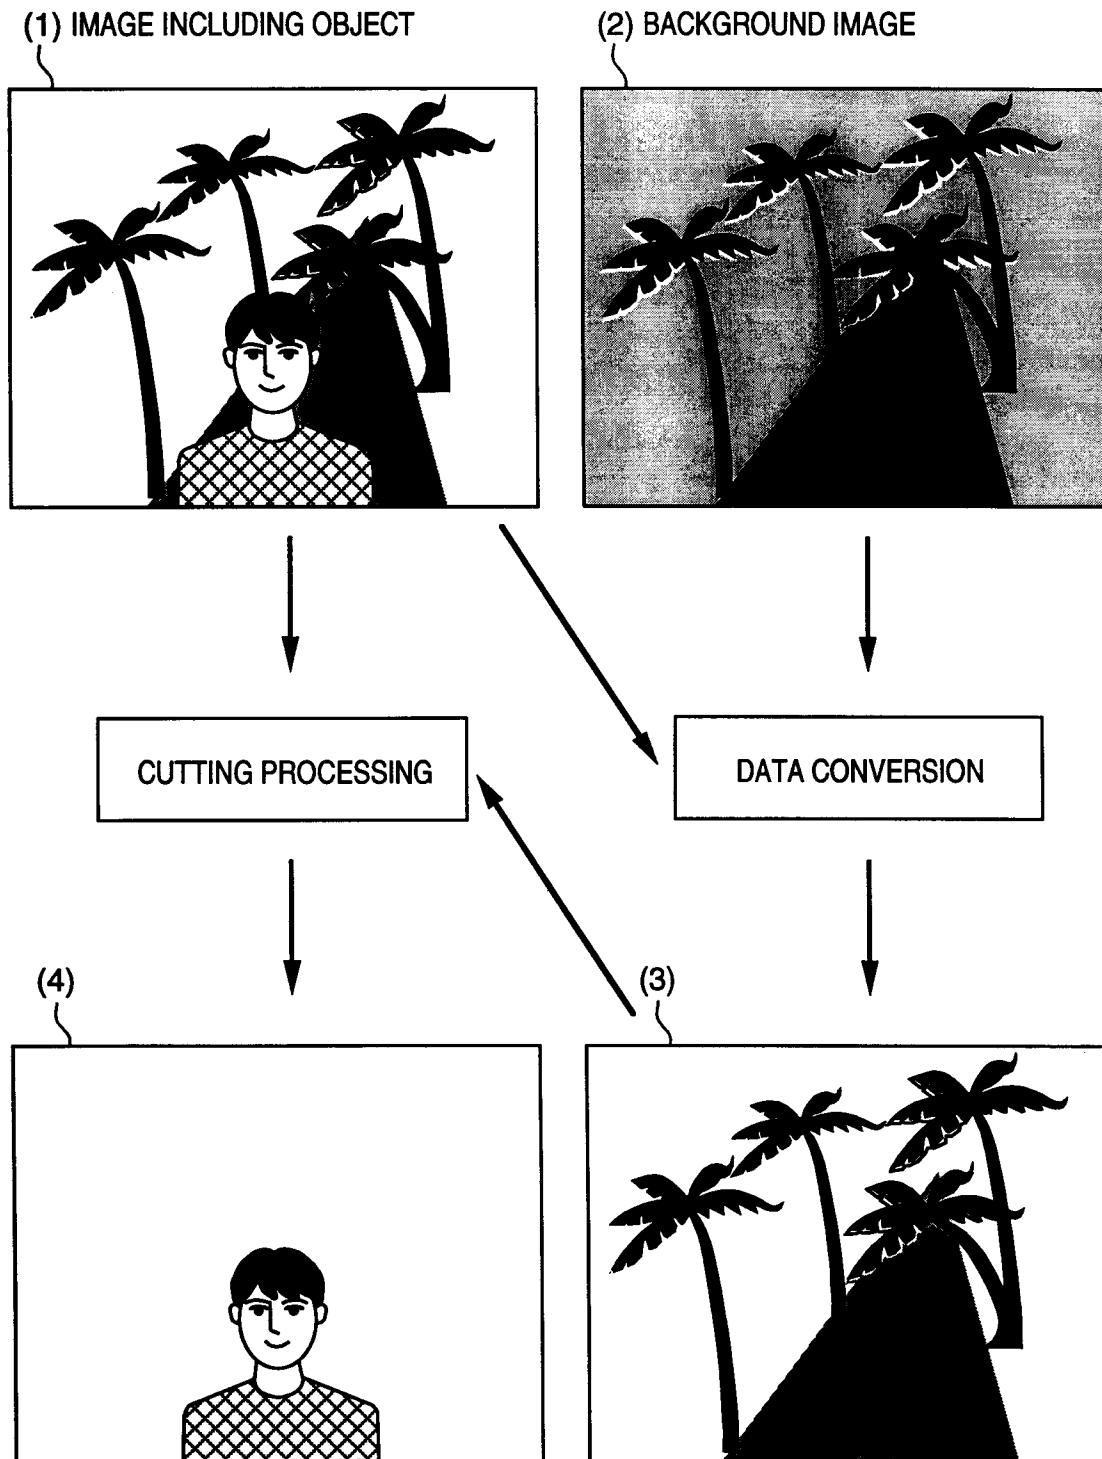 (1) IMAGE INCLUDING OBJECT
(2) BACKGROUND IMAGE
CUTTING PROCESSING
DATA CONVERSION
(4)
(3)